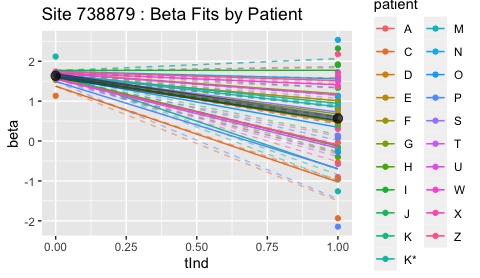 Site 738879 : Beta Fits by Patient
patient
A
C
D
E
F
G
H
I
J
K
K*
M
N
O
P
S
T
U
W
X
Z
beta
2
1
0
-1
-2
0.00
0.25
0.50
0.75
1.00
tInd